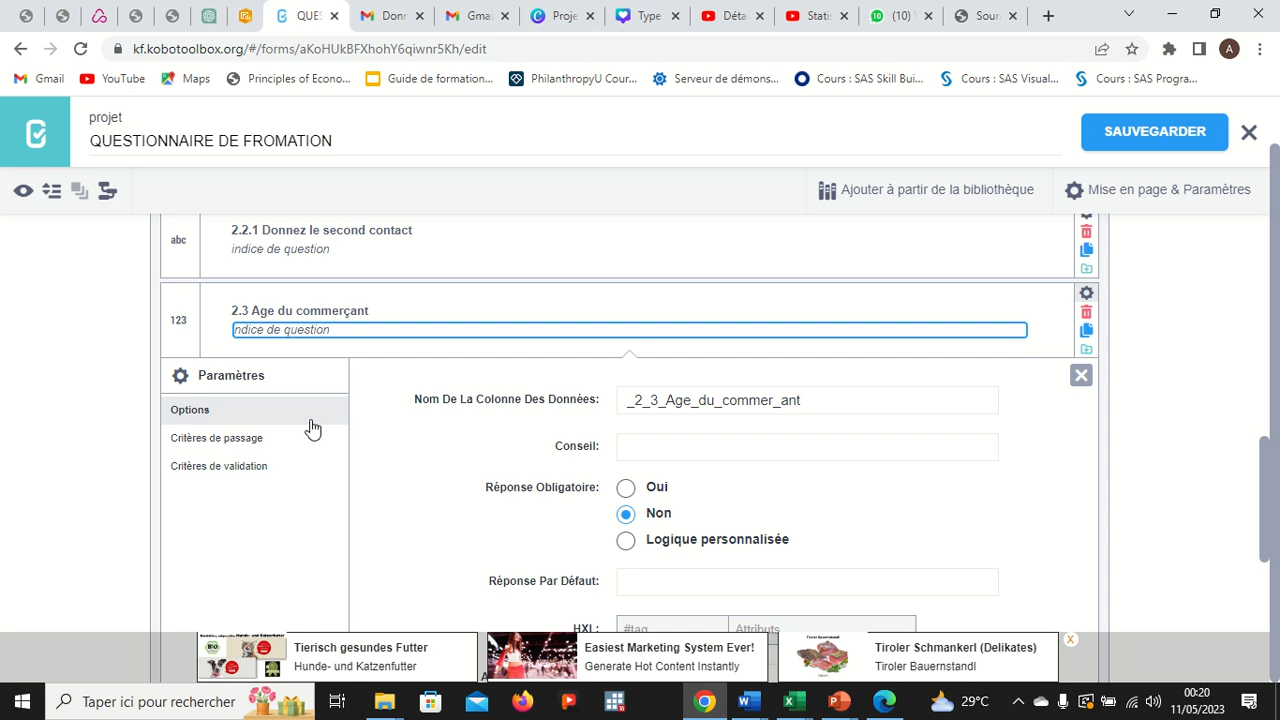 QUES
Donn
Gmai
Proje
Type
Déta
Statis
(10) \
Sour
kf.kobotoolbox.org/#/forms/aKoHUkBFXhohY6qiwnr5Kh/edit
A
Gmail
YouTube
Maps
Principles of Econo...
Guide de formation...
PhilanthropyU Cour...
Serveur de démons...
Cours : SAS Skill Bui...
Cours : SAS Visual...
Cours : SAS Progra...
projet
QUESTIONNAIRE DE FROMATION
SAUVEGARDER
Ajouter à partir de la bibliothèque
Mise en page & Paramètres
abc
2.2.1 Donnez le second contact
indice de question
123
2.3 Age du commerçant
indice de question
Paramètres
Options
Critères de passage
Critères de validation
Nom De La Colonne Des Données:
_2_3_Age_du_commer_ant
Conseil:
Réponse Obligatoire:
Oui
Non
Logique personnalisée
Réponse Par Défaut:
HXL:
#tag
Attributs
Tierisch gesundes Futter
Hunde- und Katzenfutter
Easiest Marketing System Ever!
Generate Hot Content Instantly
Tiroler Schmankerl (Delikates)
Tiroler Bauernstandl
X
Taper ici pour rechercher
29°C
00:20
11/05/2023